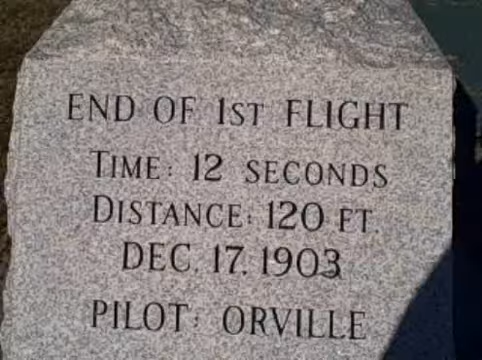 END OF 1ST FLIGHT
TIME: 12 SECONDS
DISTANCE: 120 FT.
DEC. 17, 1903
PILOT: ORVILLE